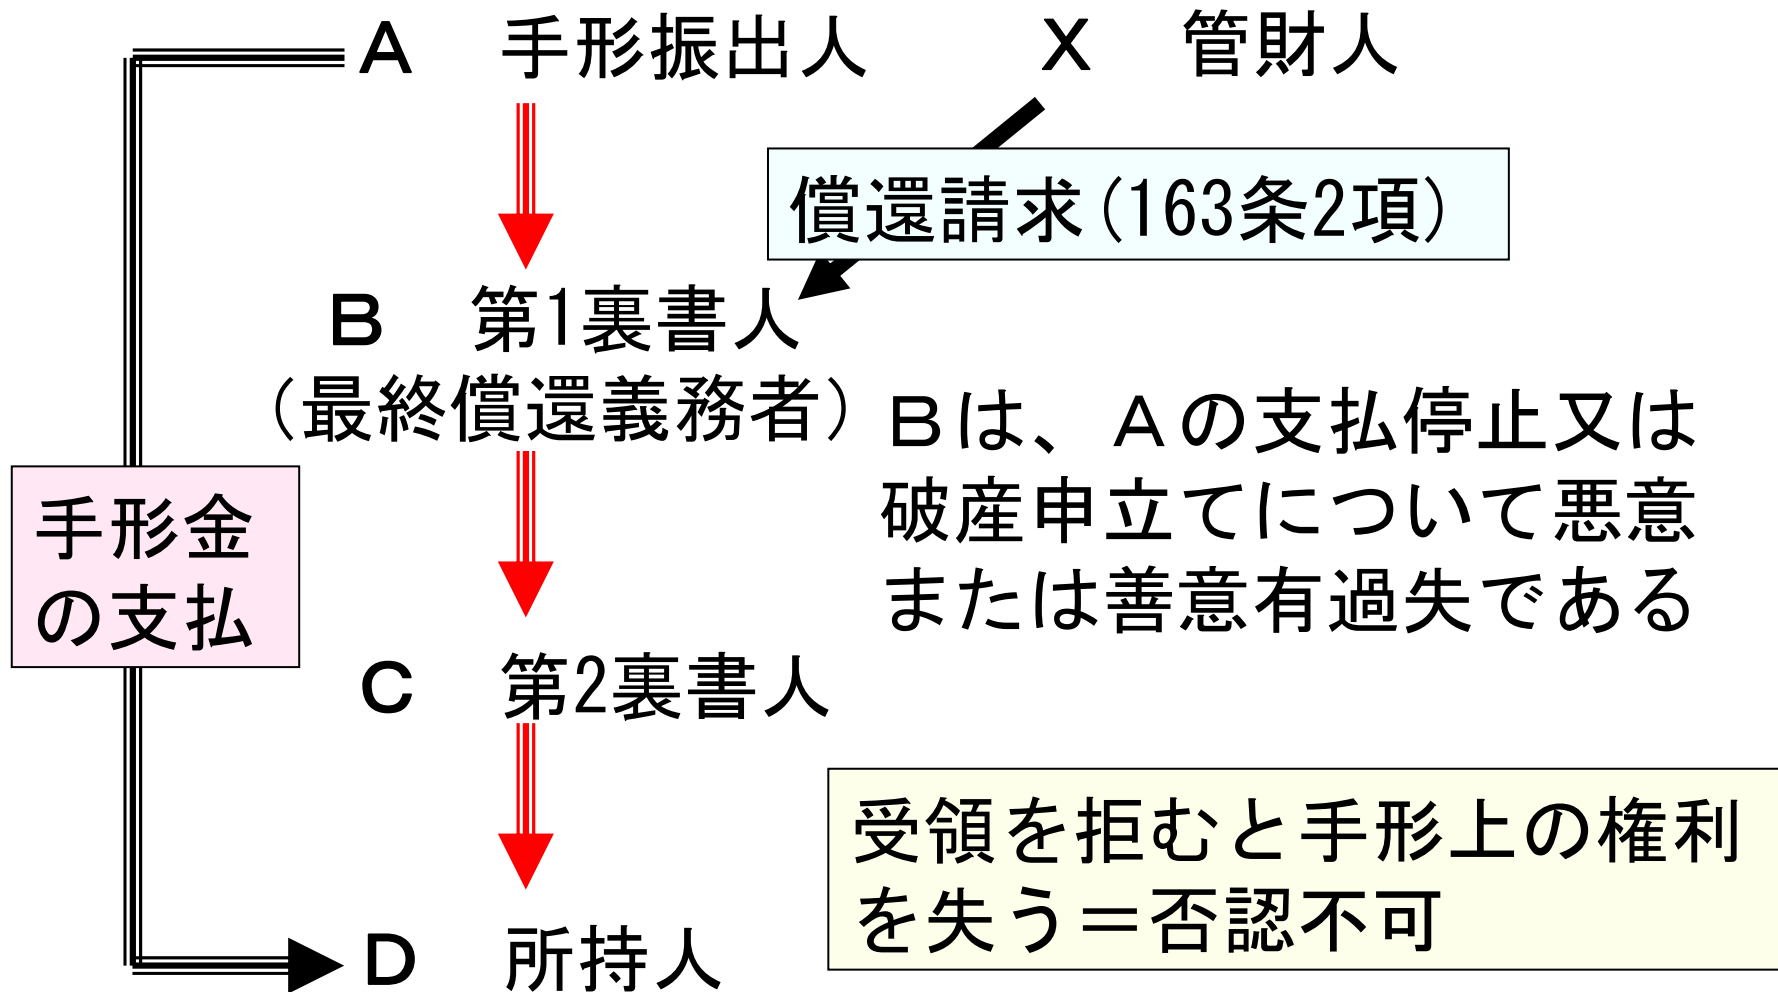 A 手形振出人
X 管財人
償還請求(163条2項)
B 第1裏書人
(最終償還義務者)
Bは、Aの支払停止又は
破産申立てについて悪意
または善意有過失である
手形金
の支払
C 第2裏書人
受領を拒むと手形上の権利
を失う＝否認不可
D 所持人